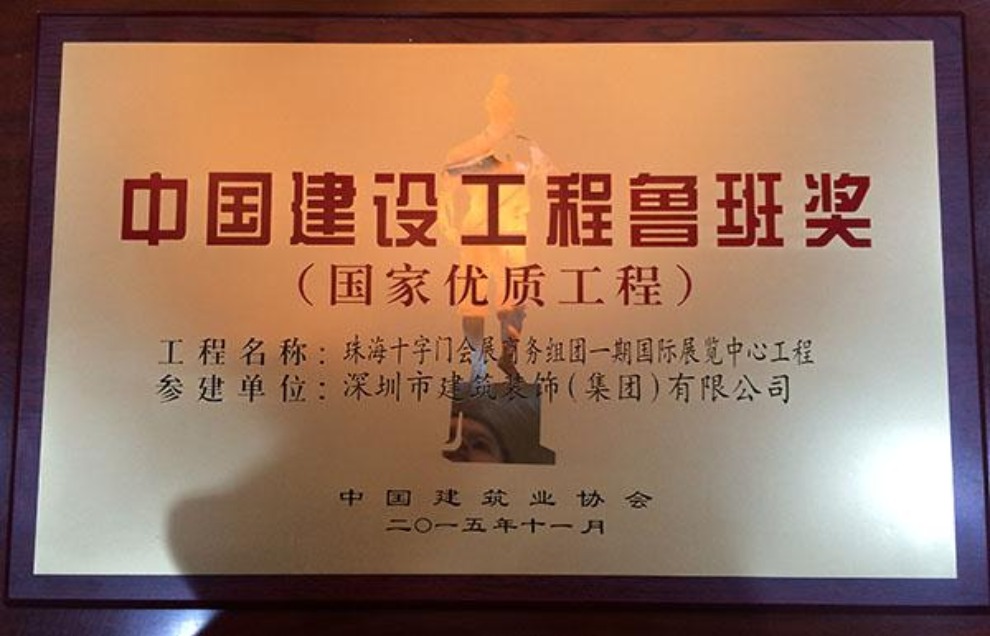 中国建设工程鲁班奖
（国家优质工程）
工程名称：珠海十字门会展商务组团一期国际展览中心工程
参建单位：深圳市建筑装饰（集团）有限公司
中国建筑业协会
二〇一五年十一月